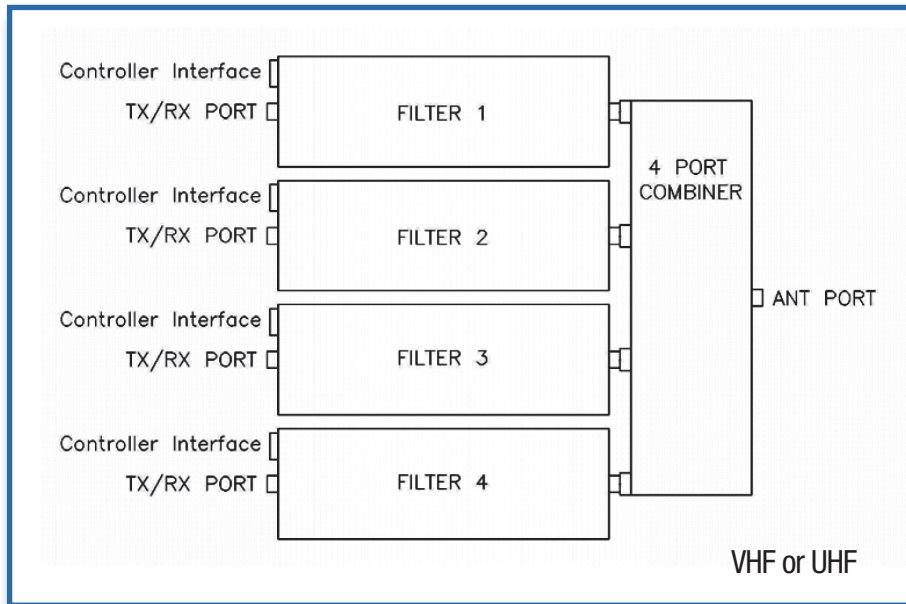 Controller Interface
TX/RX PORT
FILTER 1
Controller Interface
TX/RX PORT
FILTER 2
Controller Interface
TX/RX PORT
FILTER 3
Controller Interface
TX/RX PORT
FILTER 4
4 PORT
COMBINER
ANT PORT
VHF or UHF